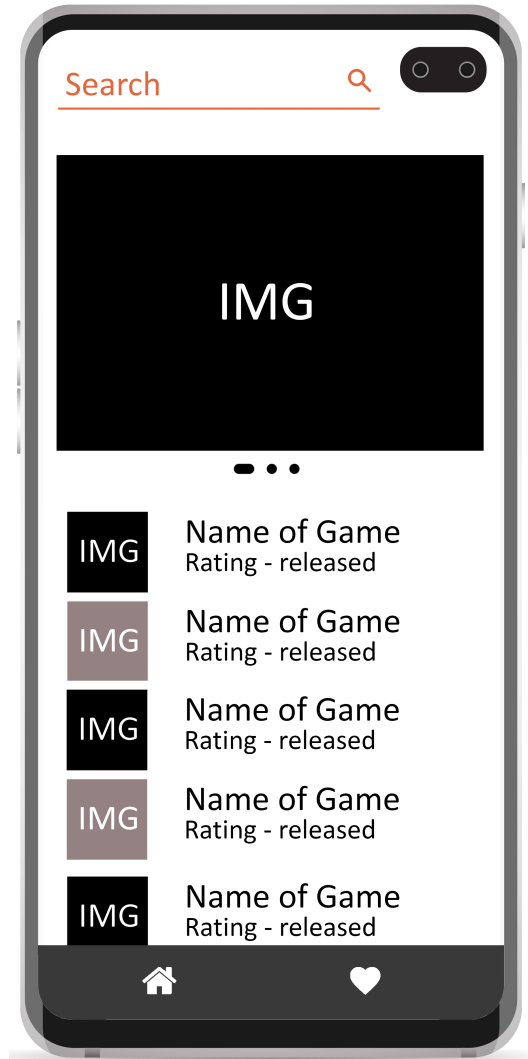 Search
IMG
IMG
Name of Game
Rating - released
IMG
Name of Game
Rating - released
IMG
Name of Game
Rating - released
IMG
Name of Game
Rating - released
IMG
Name of Game
Rating - released